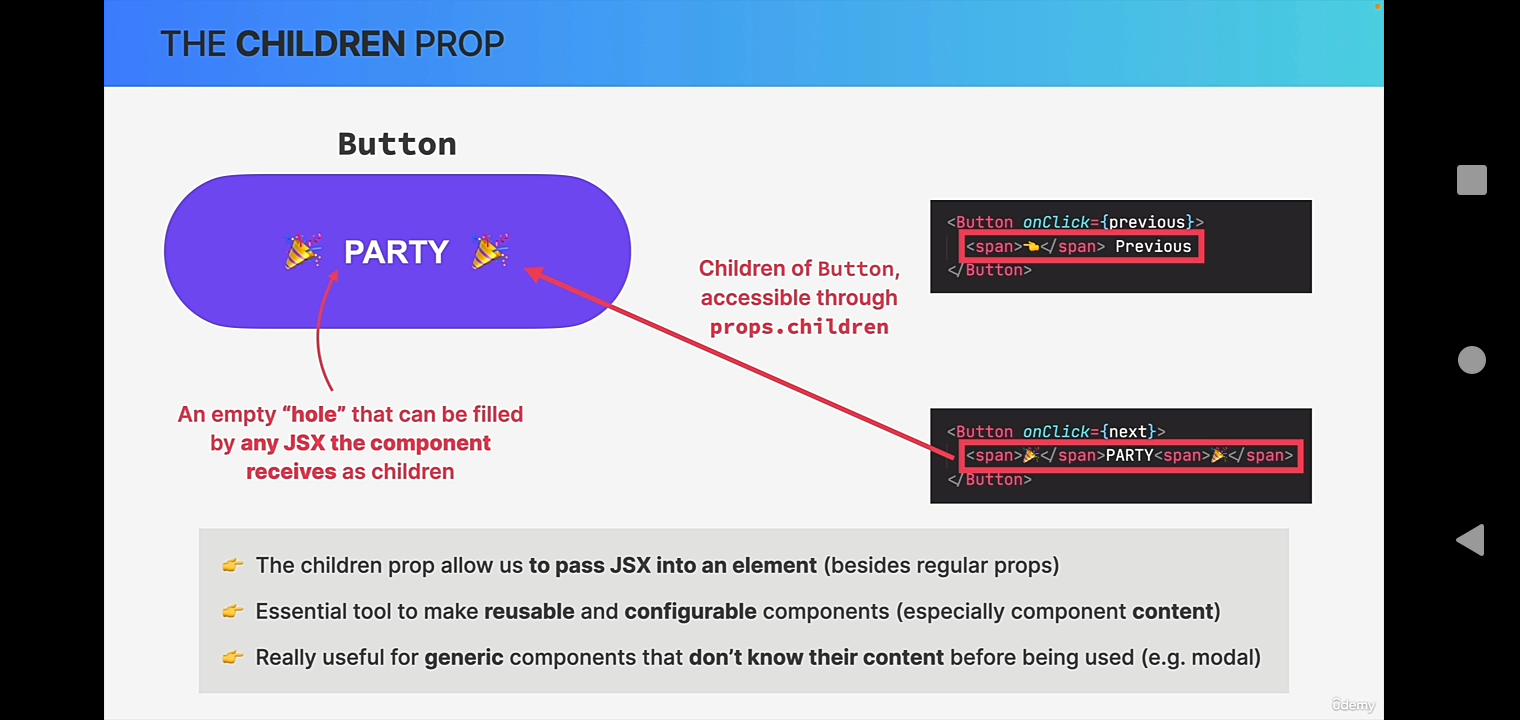 THE CHILDREN PROP
Button
🎉 PARTY 🎉
An empty “hole” that can be filled
by any JSX the component
receives as children
Children of Button,
accessible through
props.children
<Button onClick={previous}>
<span>👈</span> Previous
</Button>
<Button onClick={next}>
<span>🎉</span>PARTY<span>🎉</span>
</Button>
👉 The children prop allow us to pass JSX into an element (besides regular props)
👉 Essential tool to make reusable and configurable components (especially component content)
👉 Really useful for generic components that don’t know their content before being used (e.g. modal)
ûdemy